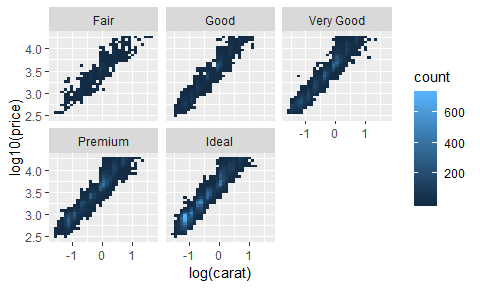 Fair Good Very Good
4.0
3.5
3.0
2.5
-1 0 1
Premium Ideal
4.0
3.5
3.0
2.5
-1 0 1 -1 0 1
log10(price)
log(carat)
count
600
400
200